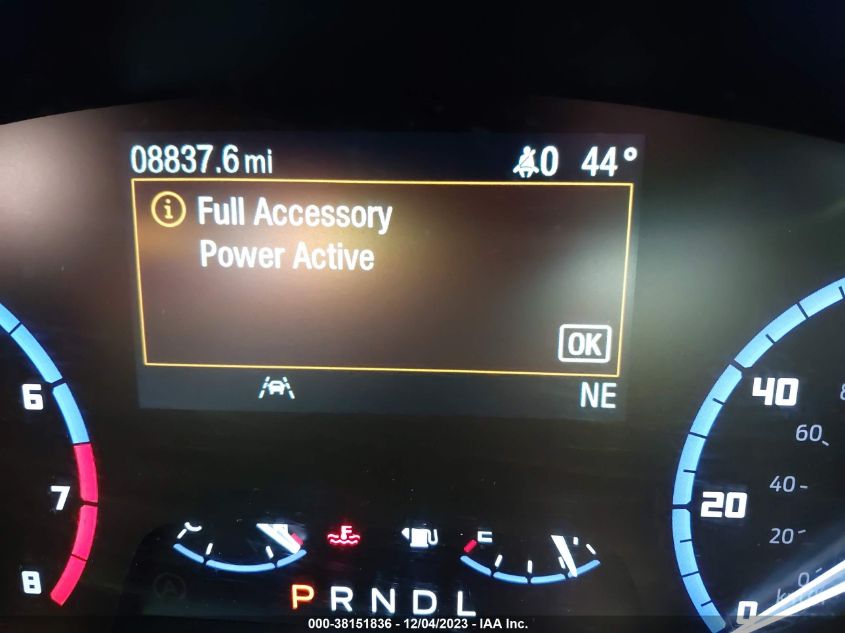 08837.6 mi 0 44°
Full Accessory
Power Active
OK
NE
6
7
8
40
60
40
20
20
0
0
P R N D L
000-38151836 - 12/04/2023 - IAA Inc.